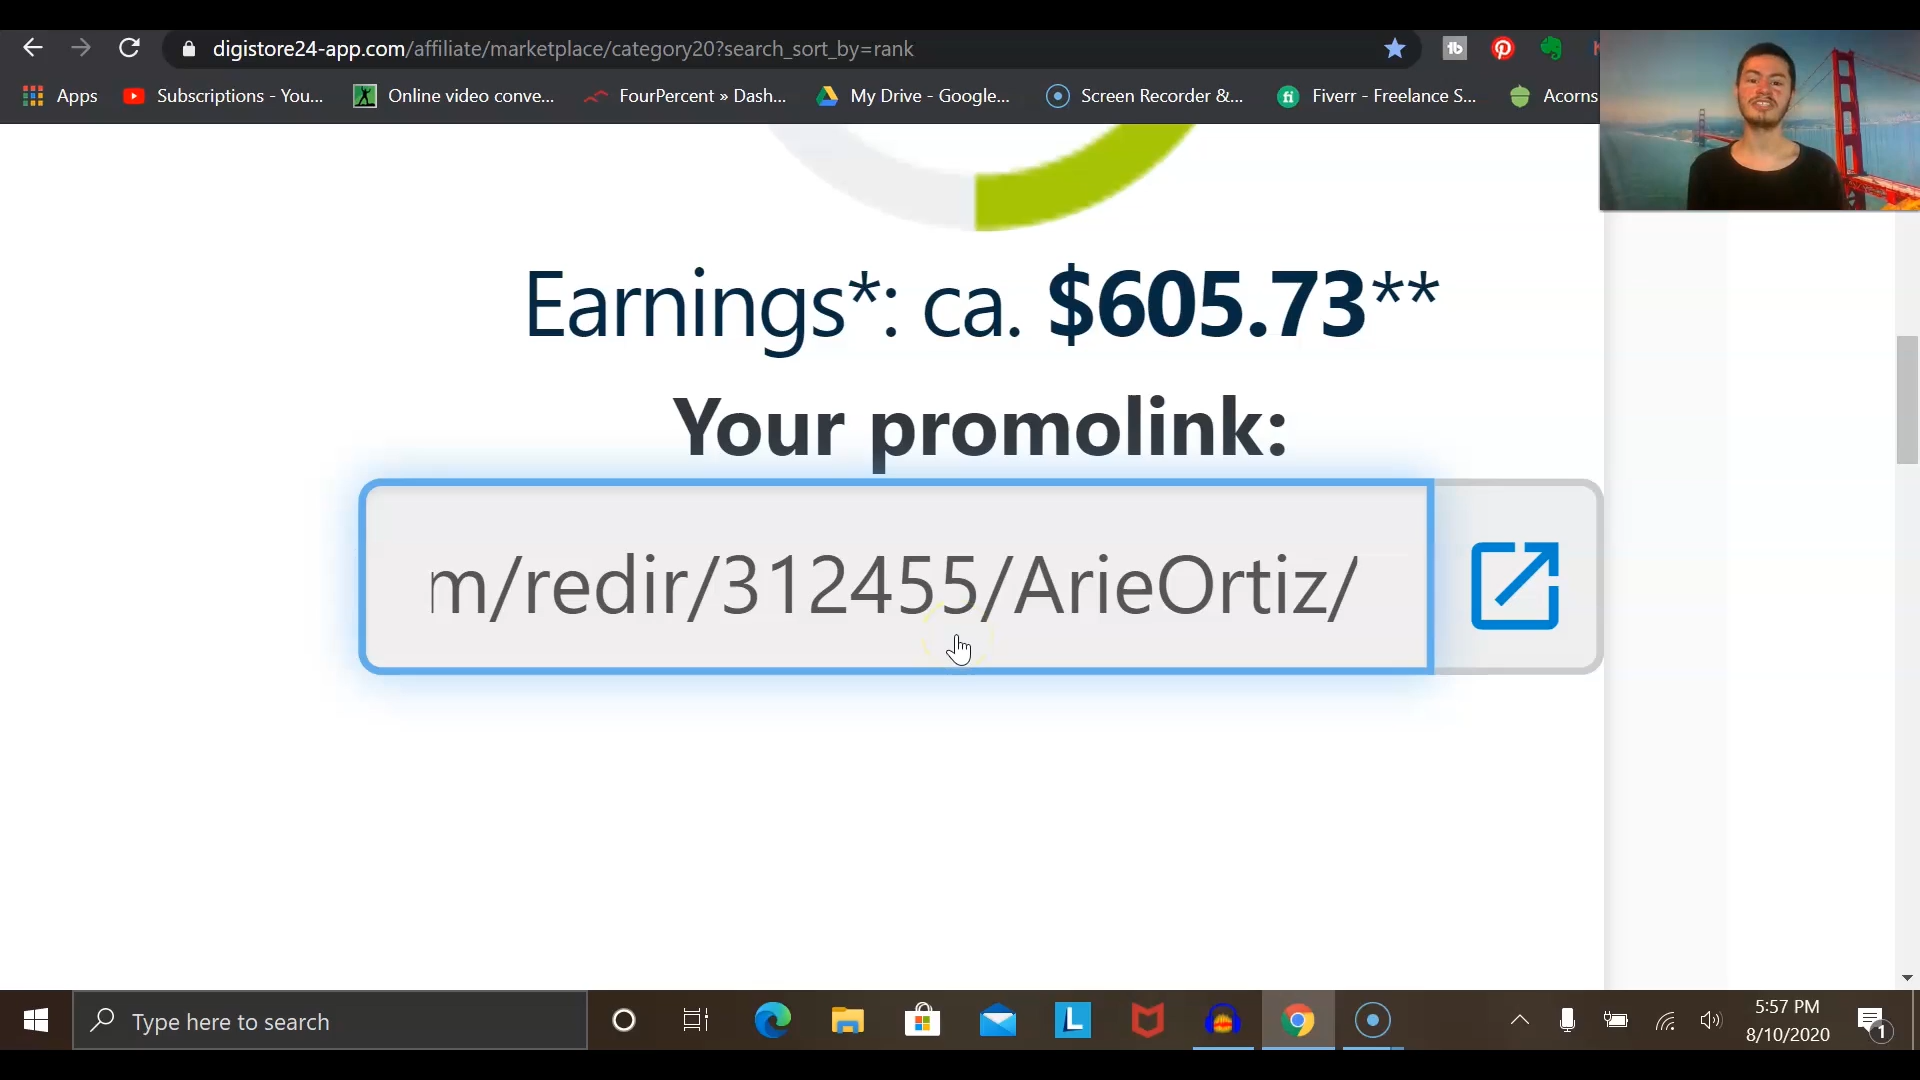 digistore24-app.com/affiliate/marketplace/category20?search_sort_by=rank
Apps
Subscriptions - You...
Online video conve...
FourPercent » Dash...
My Drive - Google...
Screen Recorder &...
Fiverr - Freelance S...
Acorns
Earnings*: ca. $605.73**
Your promolink:
m/redir/312455/ArieOrtiz/
Type here to search
5:57 PM
8/10/2020
1